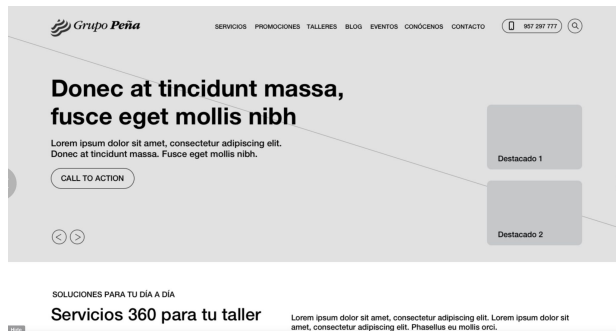 Grupo Peña
SERVICIOS PROMOCIONES TALLERES BLOG EVENTOS CONÓCENOS CONTACTO
957 297 777
Donec at tincidunt massa,
fusce eget mollis nibh
Lorem ipsum dolor sit amet, consectetur adipiscing elit.
Donec at tincidunt massa. Fusce eget mollis nibh.
CALL TO ACTION
Destacado 1
Destacado 2
SOLUCIONES PARA TU DÍA A DÍA
Servicios 360 para tu taller
Lorem ipsum dolor sit amet, consectetur adipiscing elit. Lorem ipsum dolor sit
amet, consectetur adipiscing elit. Phasellus eu mollis orci.